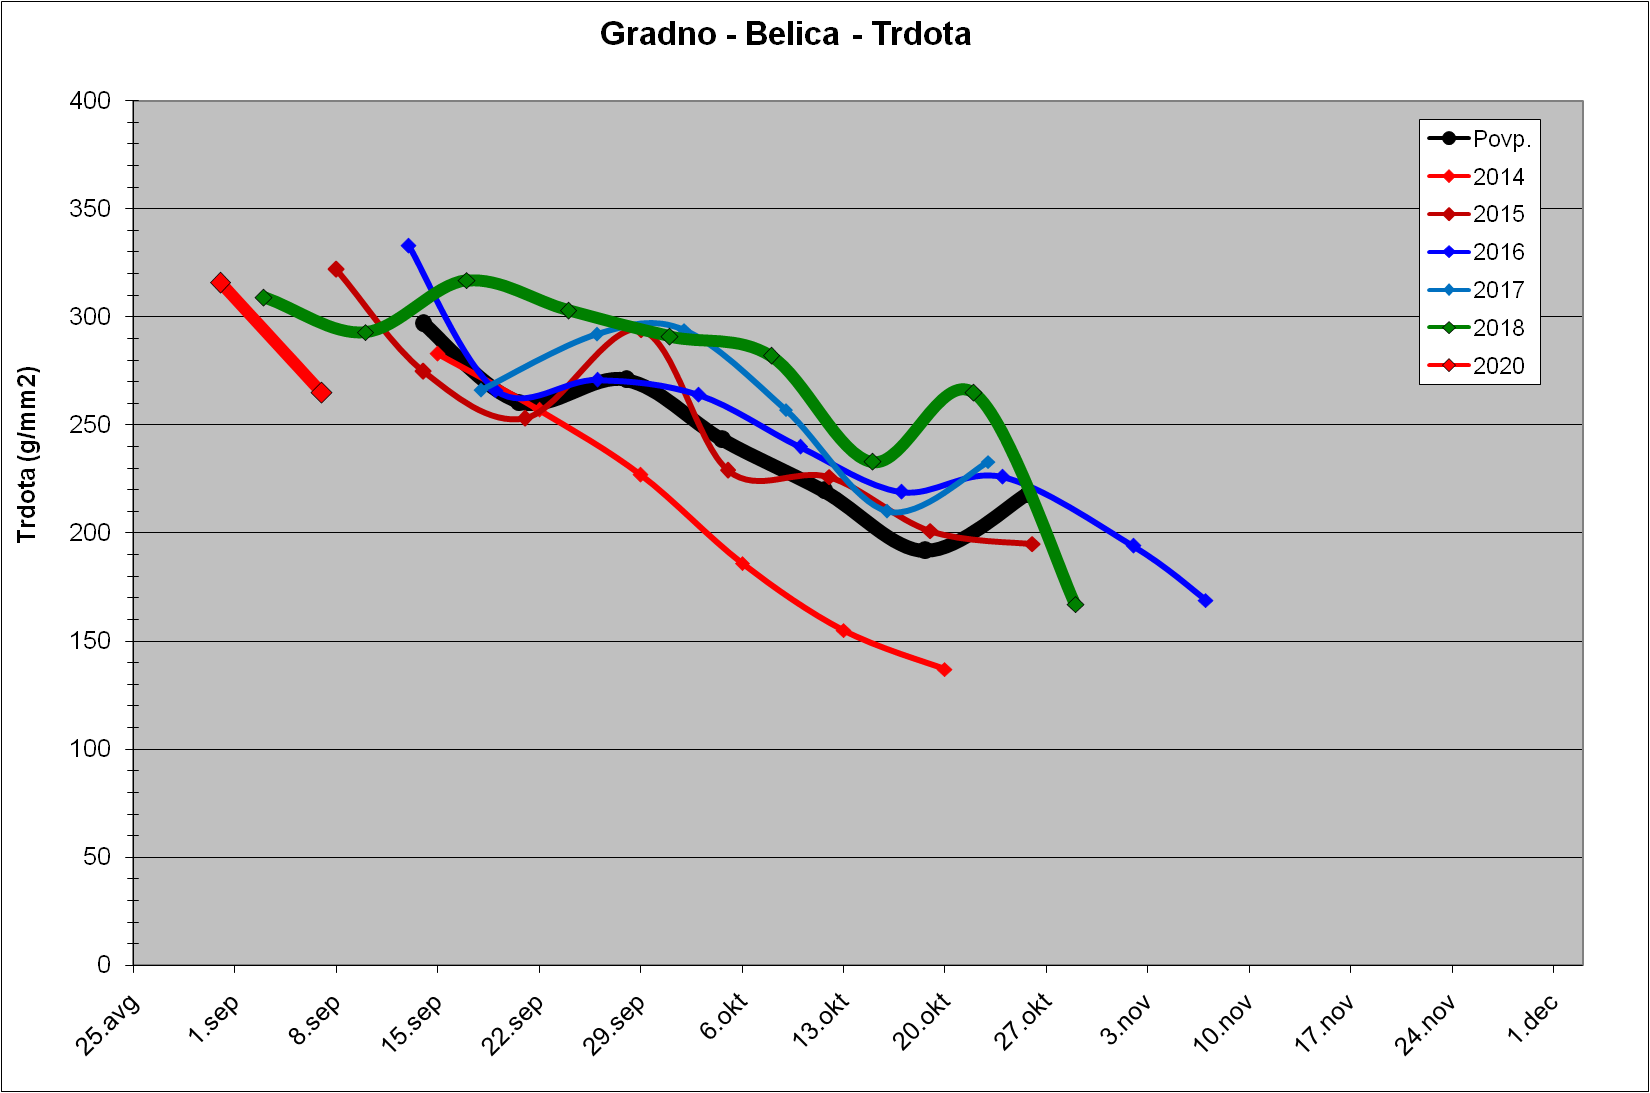 Gradno - Belica - Trdota
400
350
300
250
200
150
100
50
0
Trdota (g/mm2)
25.avg
1.sep
8.sep
15.sep
22.sep
29.sep
6.okt
13.okt
20.okt
27.okt
3.nov
10.nov
17.nov
24.nov
1.dec
Povp.
2014
2015
2016
2017
2018
2020